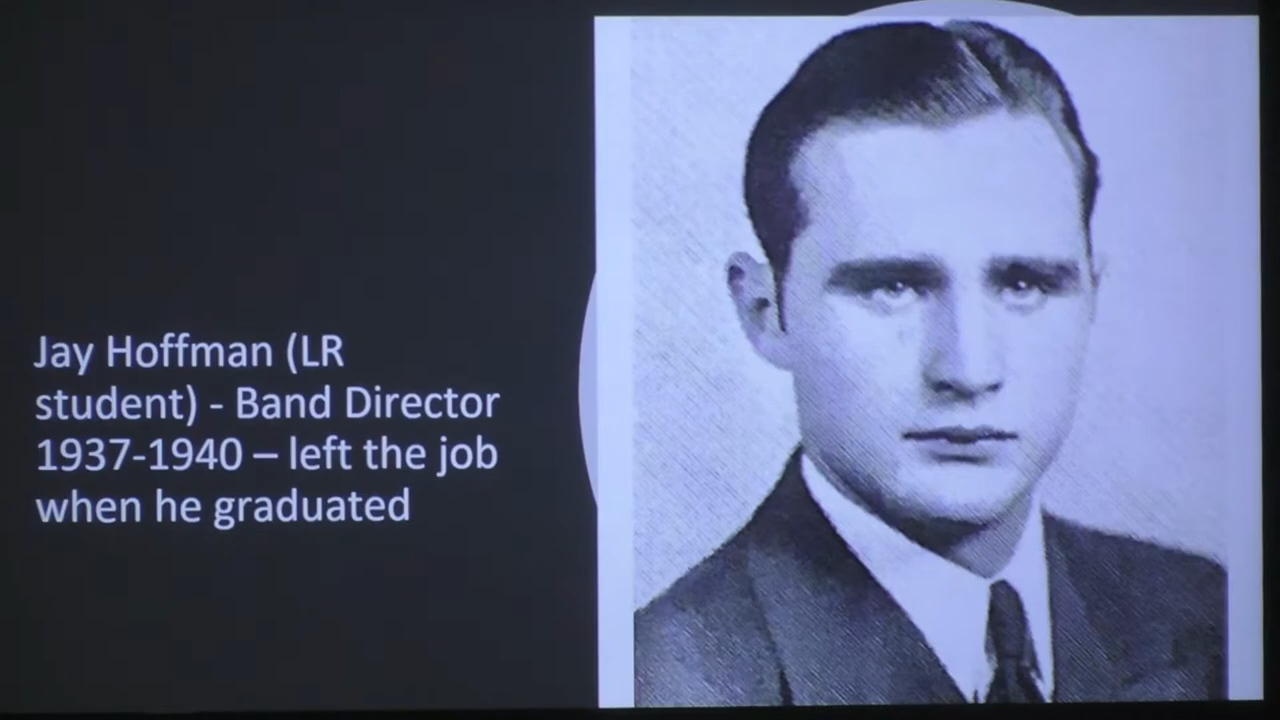 Jay Hoffman (LR
student) - Band Director
1937-1940 – left the job
when he graduated